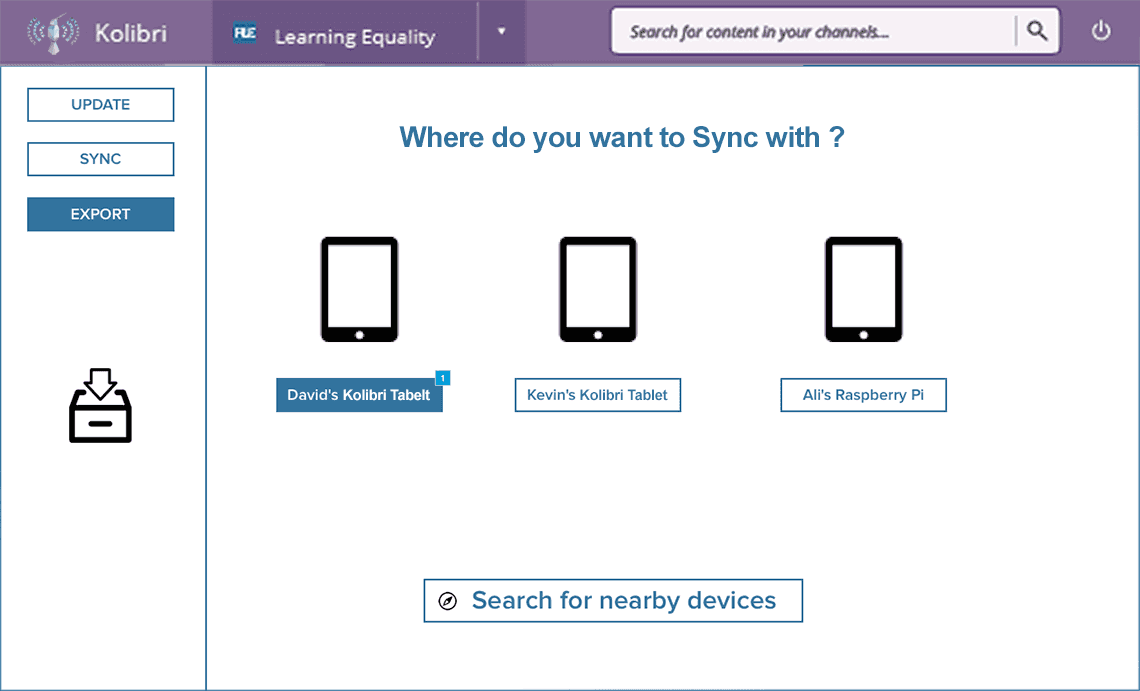 Kolibri
Learning Equality
Search for content in your channels...
UPDATE
SYNC
EXPORT
Where do you want to Sync with ?
1
David's Kolibri Tabelt
Kevin's Kolibri Tablet
Ali's Raspberry Pi
Search for nearby devices